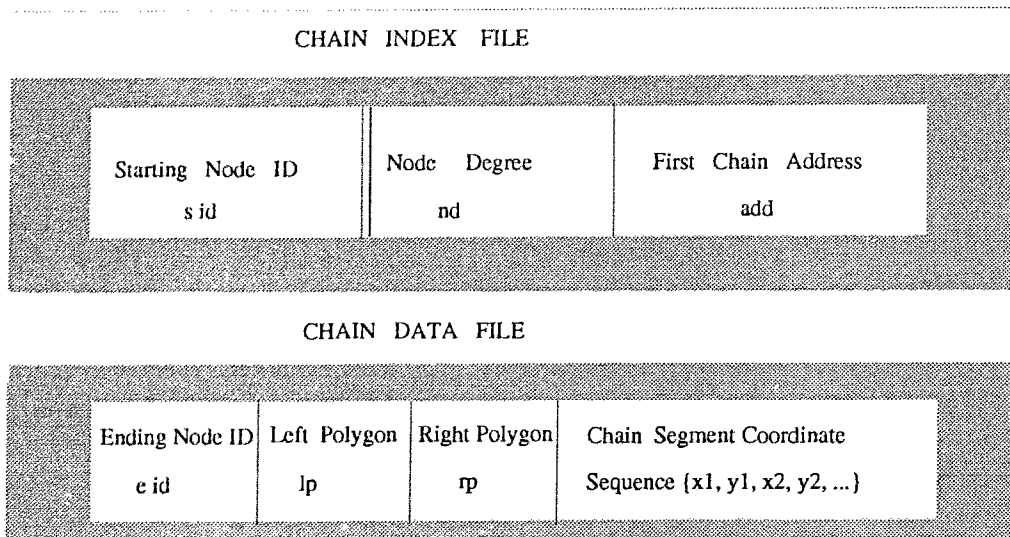 CHAIN INDEX FILE
Starting Node ID
s id
Node Degree
nd
First Chain Address
add
CHAIN DATA FILE
Ending Node ID
e id
Left Polygon
lp
Right Polygon
rp
Chain Segment Coordinate
Sequence {x1, y1, x2, y2, ...}